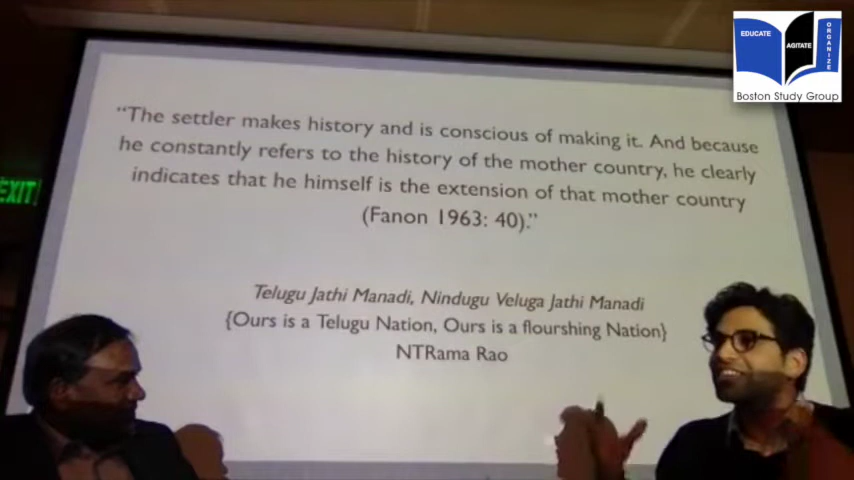 EDUCATE
AGITATE
ORGANIZE
Boston Study Group
"The settler makes history and is conscious of making it. And because
he constantly refers to the history of the mother country, he clearly
indicates that he himself is the extension of that mother country
(Fanon 1963: 40)."
Telugu Jathi Manadi, Nindugu Veluga Jathi Manadi
{Ours is a Telugu Nation, Ours is a flourshing Nation}
NTRama Rao
EXIT